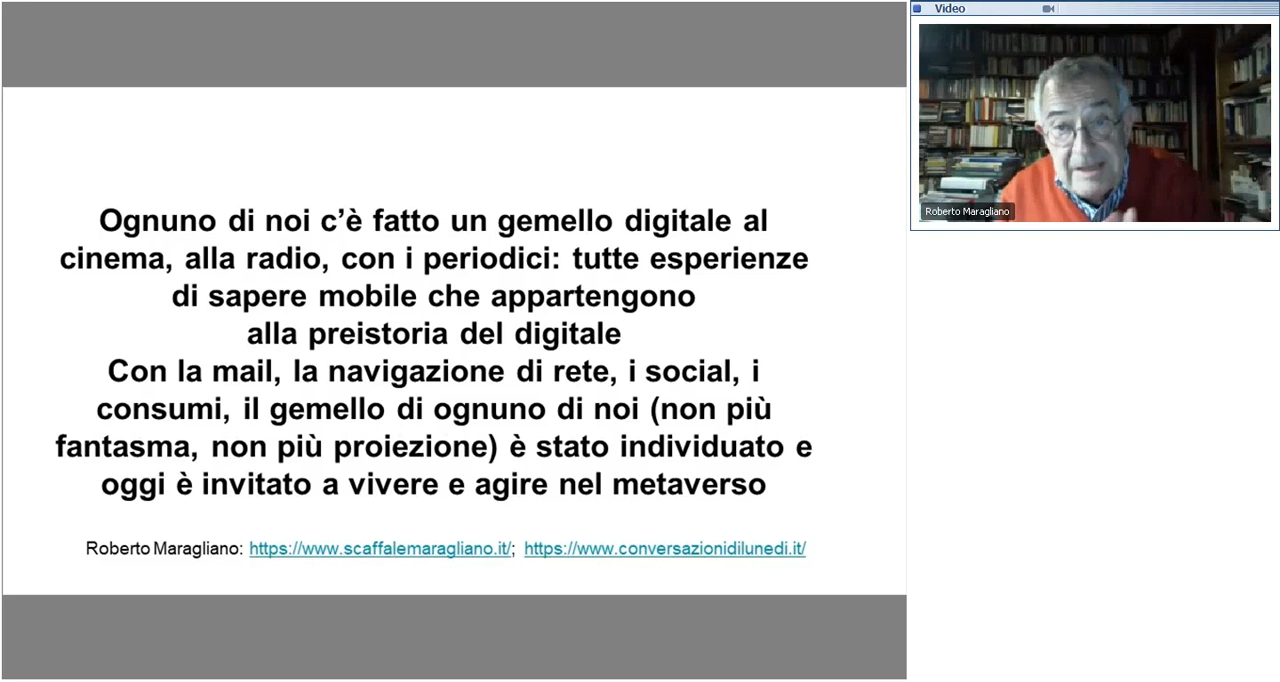 Ognuno di noi c’è fatto un gemello digitale al
cinema, alla radio, con i periodici: tutte esperienze
di sapere mobile che appartengono
alla preistoria del digitale
Con la mail, la navigazione di rete, i social, i
consumi, il gemello di ognuno di noi (non più
fantasma, non più proiezione) è stato individuato e
oggi è invitato a vivere e agire nel metaverso
Roberto Maragliano: https://www.scaffalemaragliano.it/; https://www.conversazionidilunedi.it/
Video
Roberto Maragliano